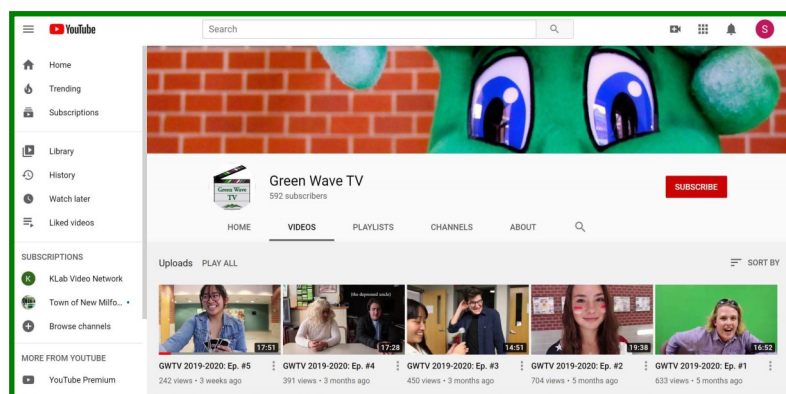 YouTube
Search
S
Home
Trending
Subscriptions
Library
History
Watch later
Liked videos
SUBSCRIPTIONS
K KLab Video Network
Town of New Milfo... •
Browse channels
MORE FROM YOUTUBE
YouTube Premium
Green Wave
TV
Green Wave TV
592 subscribers
SUBSCRIBE
HOME VIDEOS PLAYLISTS CHANNELS ABOUT
Uploads PLAY ALL
SORT BY
17:51
(the depressed uncle)
17:28
14:51
19:38
16:52
GWTV 2019-2020: Ep. #5
242 views • 3 weeks ago
GWTV 2019-2020: Ep. #4
391 views • 3 months ago
GWTV 2019-2020: Ep. #3
450 views • 3 months ago
GWTV 2019-2020: Ep. #2
704 views • 5 months ago
GWTV 2019-2020: Ep. #1
633 views • 5 months ago